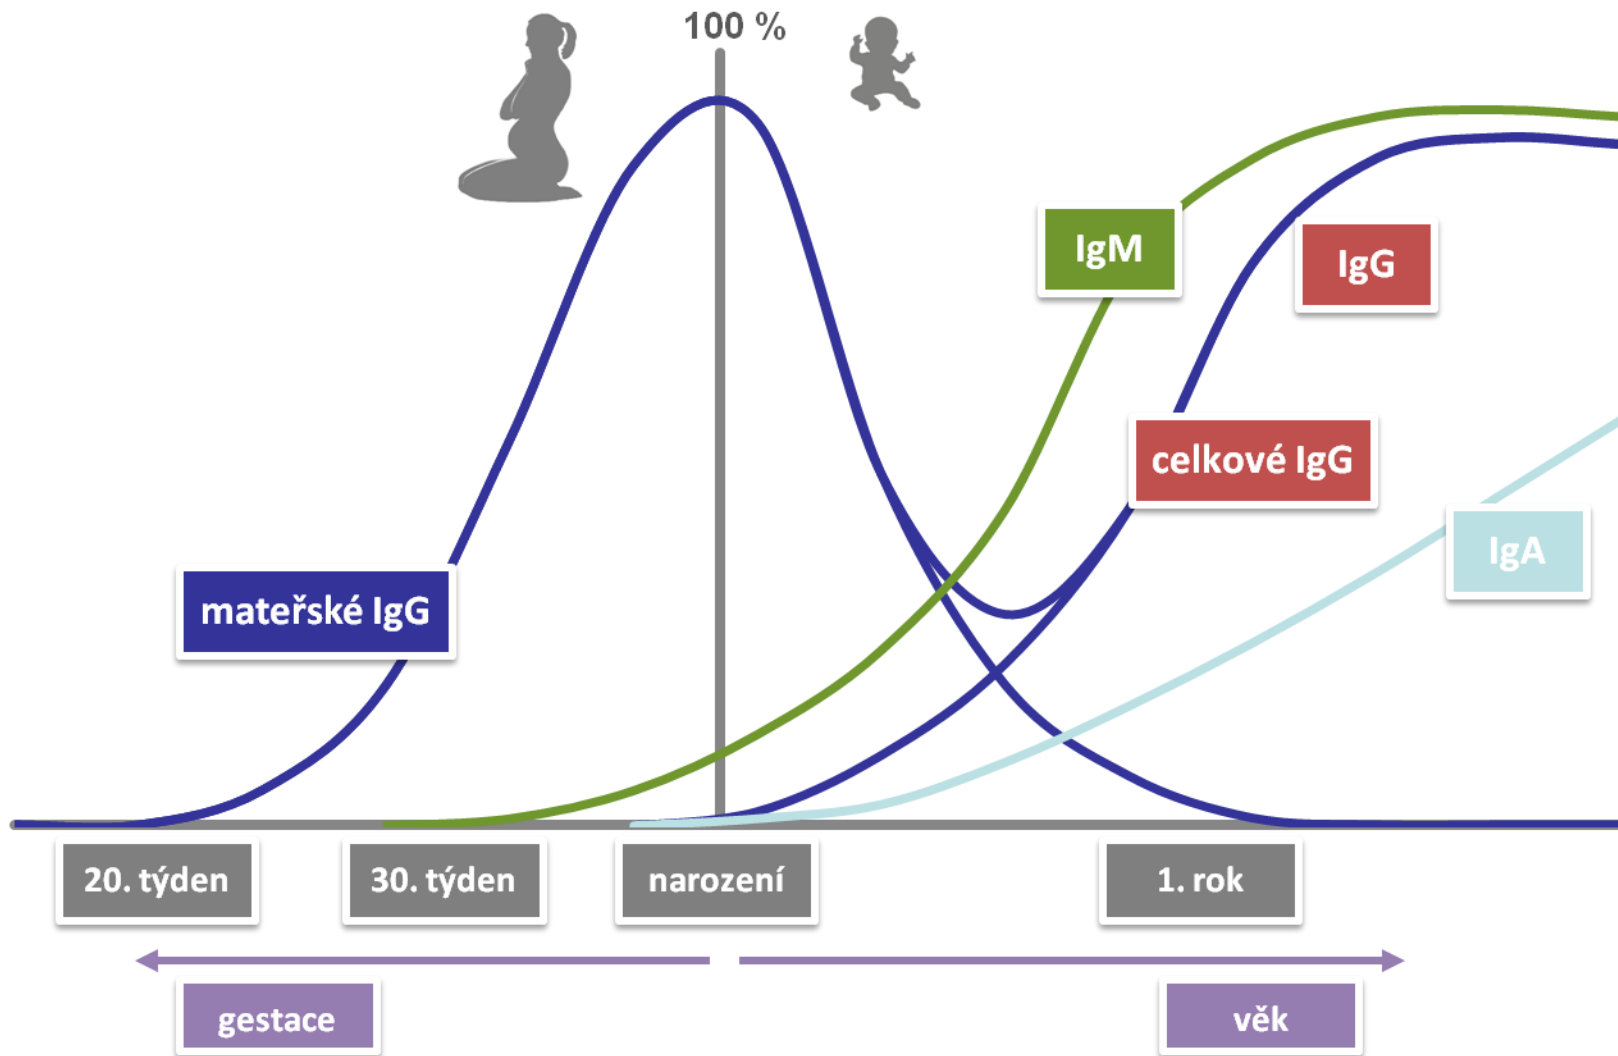 100 %
IgM
IgG
celkové IgG
IgA
mateřské IgG
20. týden
30. týden
narození
1. rok
gestace
věk